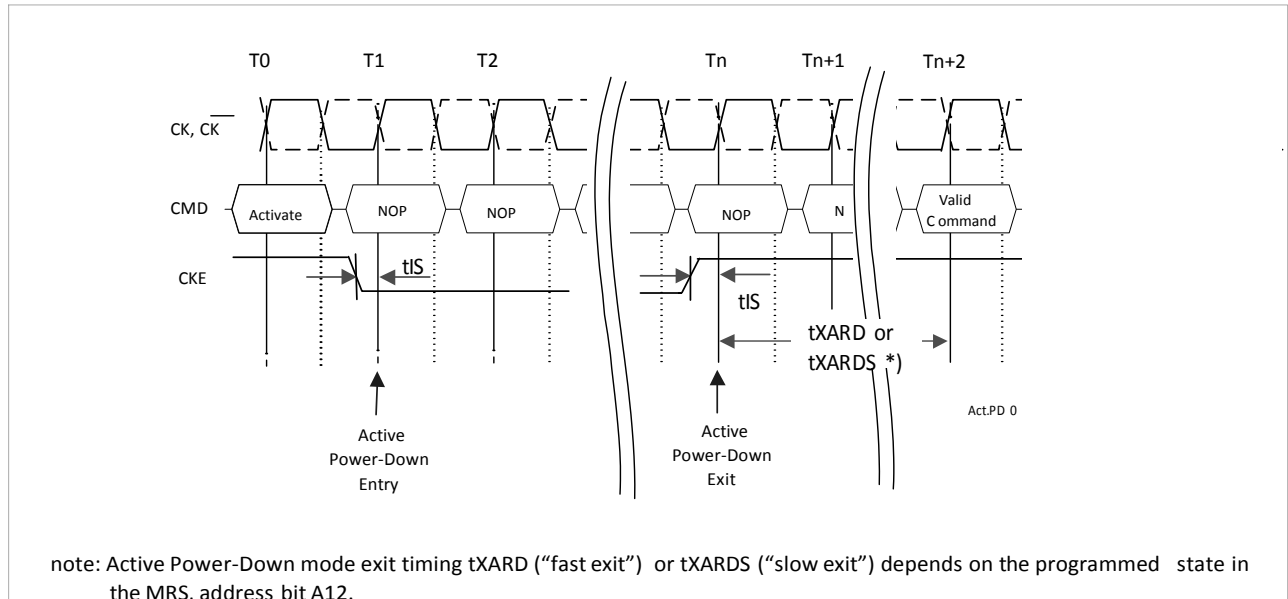 T0 T1 T2 Tn Tn+1 Tn+2
CK, CK
CMD Activate NOP NOP NOP N Valid
Command
CKE tIS tIS
tXARD or
tXARDS *)
Act.PD 0
Active
Power-Down
Entry
Active
Power-Down
Exit
note: Active Power-Down mode exit timing tXARD (“fast exit”) or tXARDS (“slow exit”) depends on the programmed state in
the MRS, address bit A12.